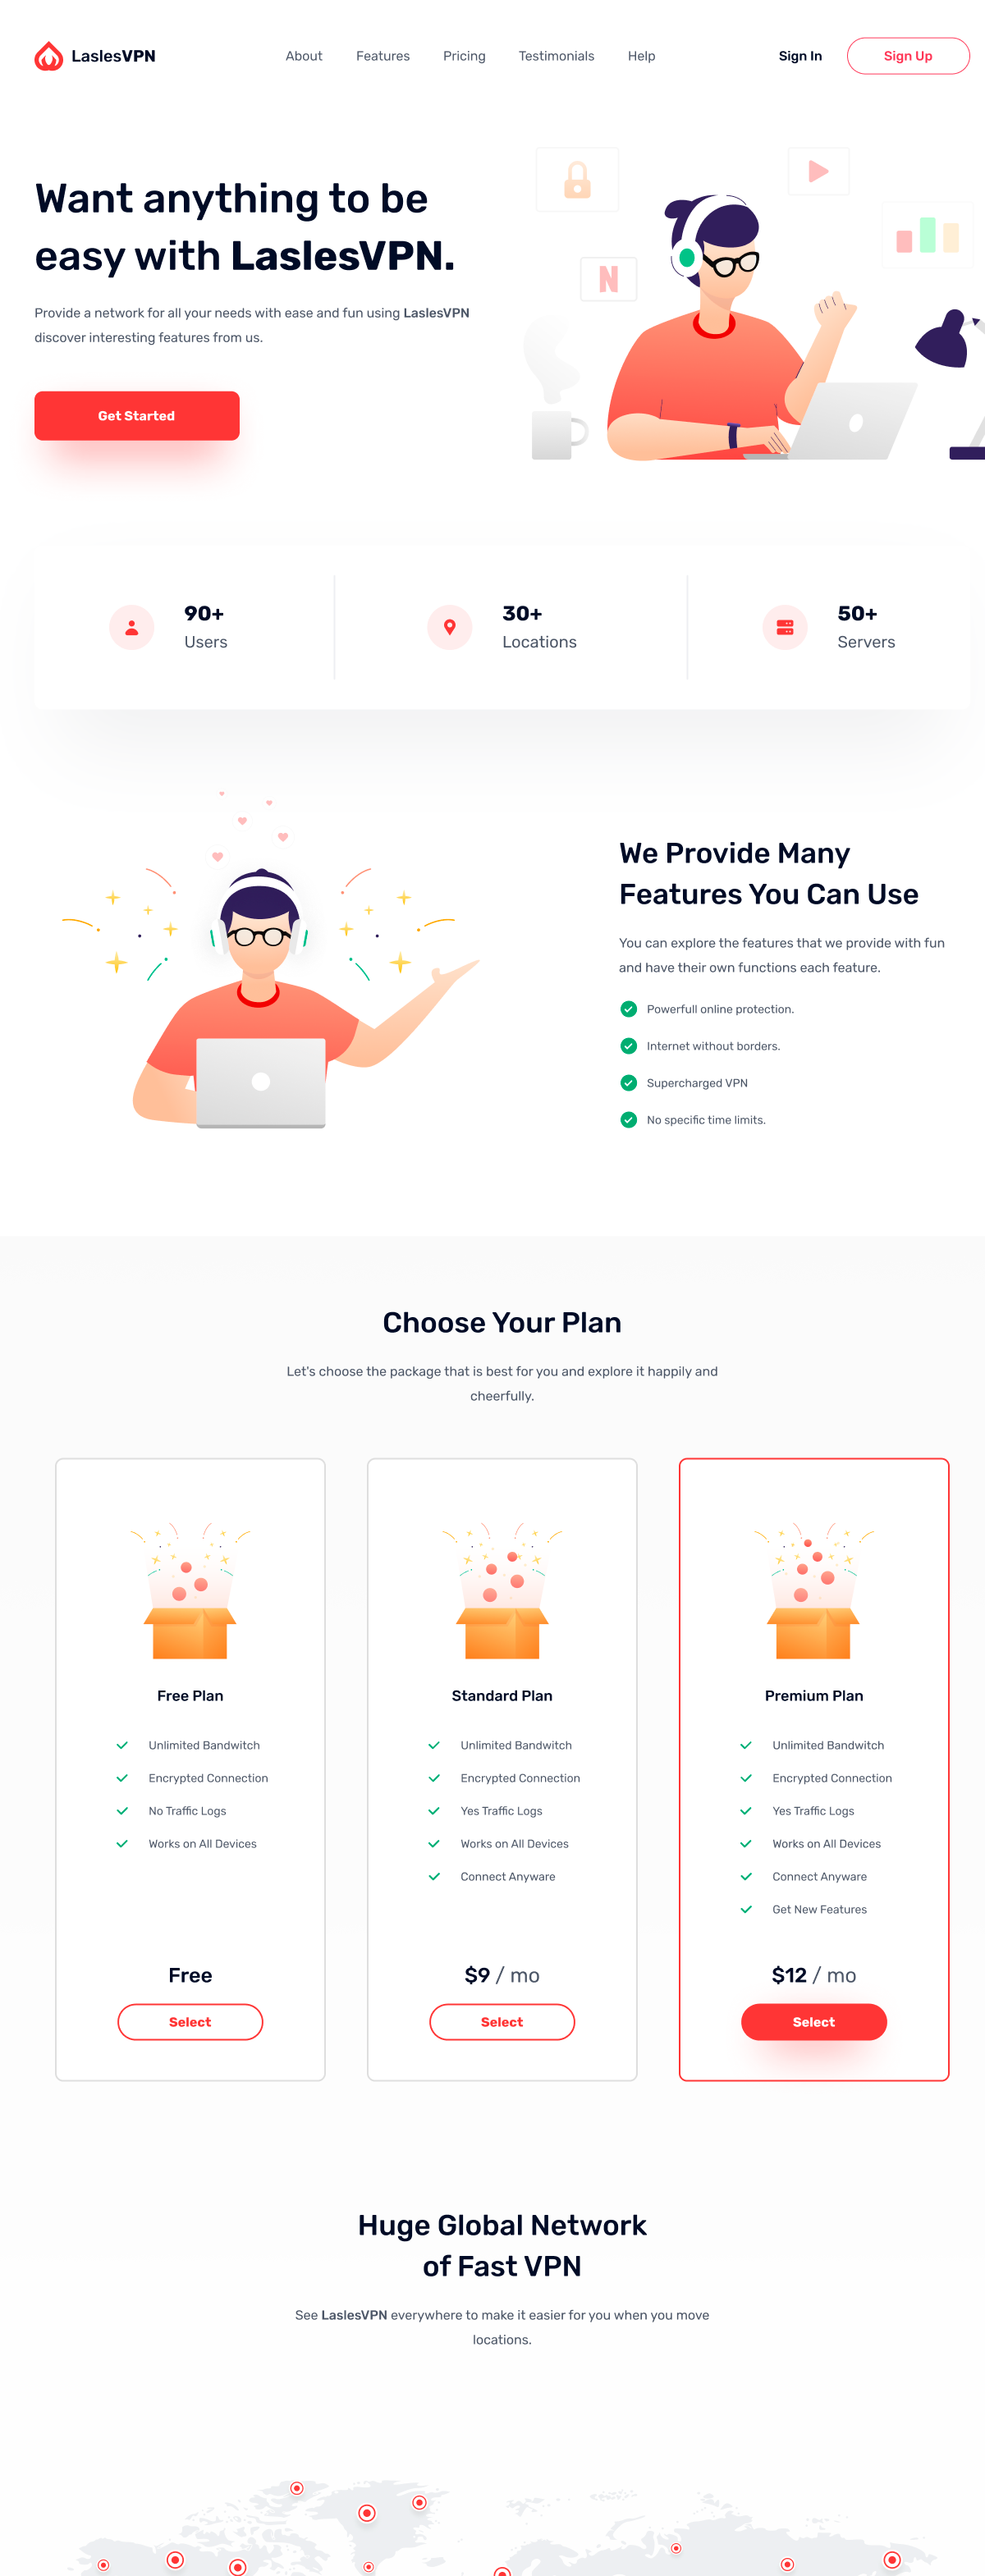 LaslesVPN
About
Features
Pricing
Testimonials
Help
Sign In
Sign Up
Want anything to be
easy with LaslesVPN.
Provide a network for all your needs with ease and fun using LaslesVPN
discover interesting features from us.
Get Started
N
90+
Users
30+
Locations
50+
Servers
We Provide Many
Features You Can Use
You can explore the features that we provide with fun
and have their own functions each feature.
Powerfull online protection.
Internet without borders.
Supercharged VPN
No specific time limits.
Choose Your Plan
Let's choose the package that is best for you and explore it happily and
cheerfully.
Free Plan
Unlimited Bandwitch
Encrypted Connection
No Traffic Logs
Works on All Devices
Free
Select
Standard Plan
Unlimited Bandwitch
Encrypted Connection
Yes Traffic Logs
Works on All Devices
Connect Anyware
$9 / mo
Select
Premium Plan
Unlimited Bandwitch
Encrypted Connection
Yes Traffic Logs
Works on All Devices
Connect Anyware
Get New Features
$12 / mo
Select
Huge Global Network
of Fast VPN
See LaslesVPN everywhere to make it easier for you when you move
locations.